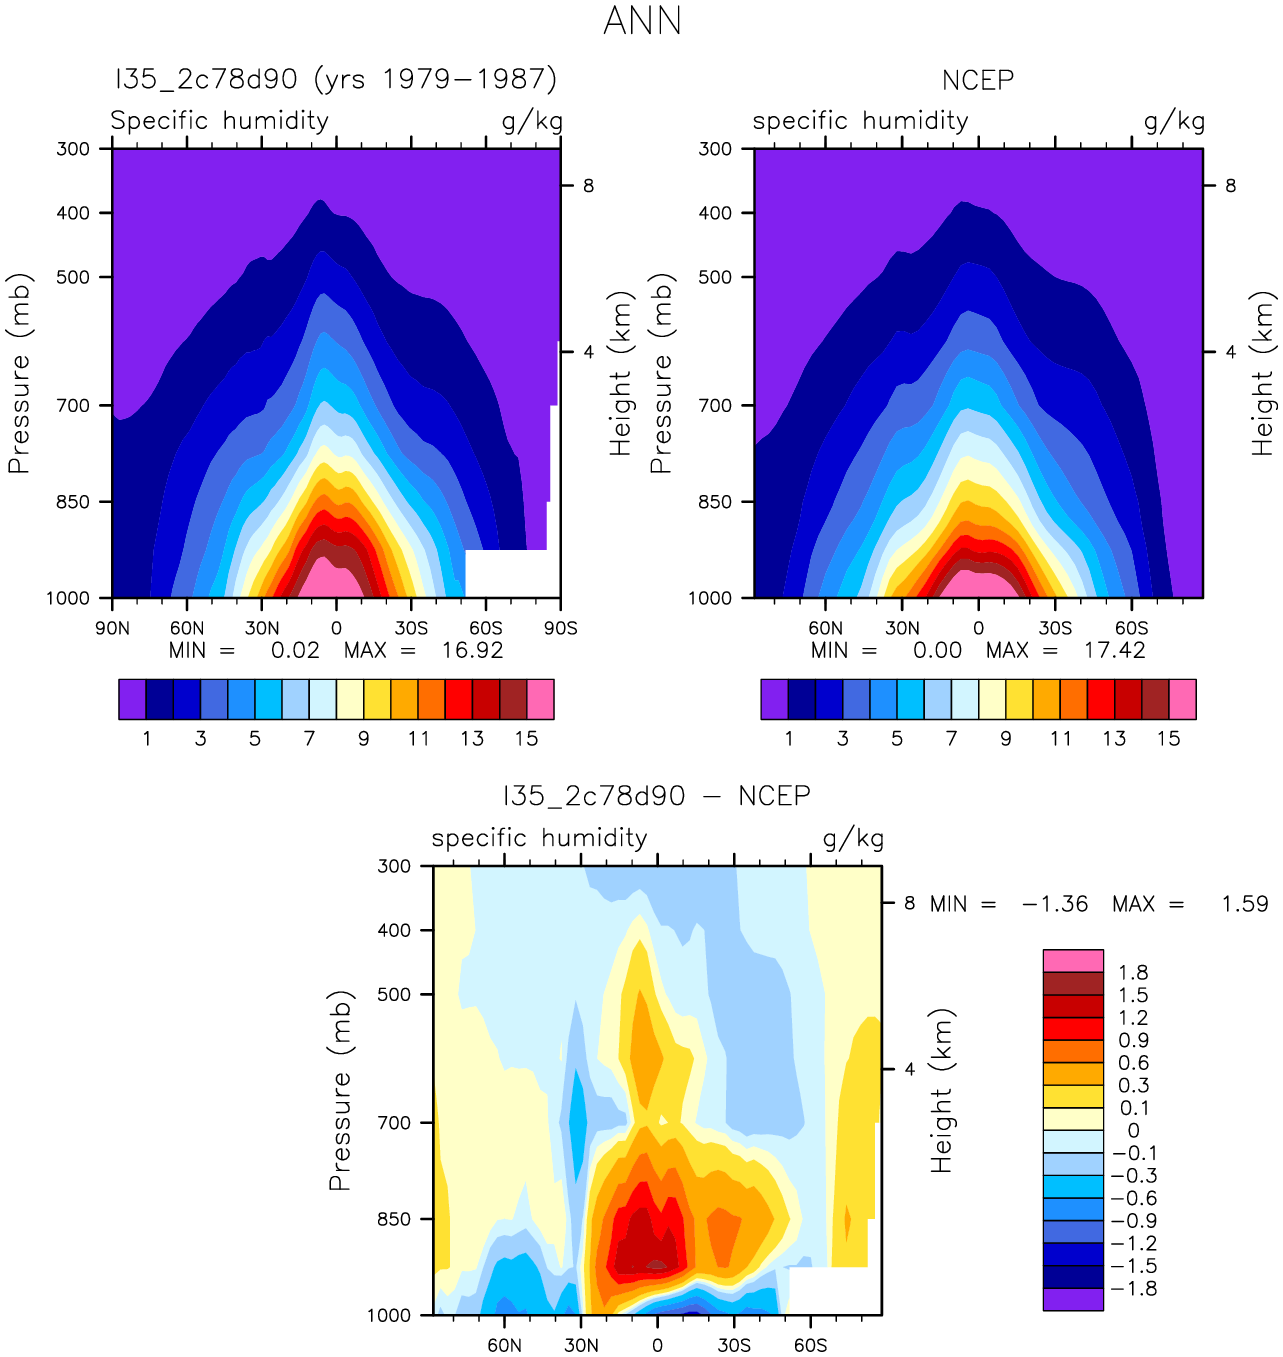 ANN
I35_2c78d90 (yrs 1979−1987)
Specific humidity g/kg
300
400
500
700
850
1000
Pressure (mb)
8
4
Height (km)
90N 60N 30N 0 30S 60S 90S
MIN = 0.02 MAX = 16.92
1 3 5 7 9 11 13 15
NCEP
specific humidity g/kg
300
400
500
700
850
1000
Pressure (mb)
8
4
Height (km)
60N 30N 0 30S 60S
MIN = 0.00 MAX = 17.42
1 3 5 7 9 11 13 15
I35_2c78d90 − NCEP
specific humidity g/kg
300
400
500
700
850
1000
Pressure (mb)
8
4
Height (km)
60N 30N 0 30S 60S
MIN = −1.36 MAX = 1.59
1.8
1.5
1.2
0.9
0.6
0.3
0.1
0
−0.1
−0.3
−0.6
−0.9
−1.2
−1.5
−1.8